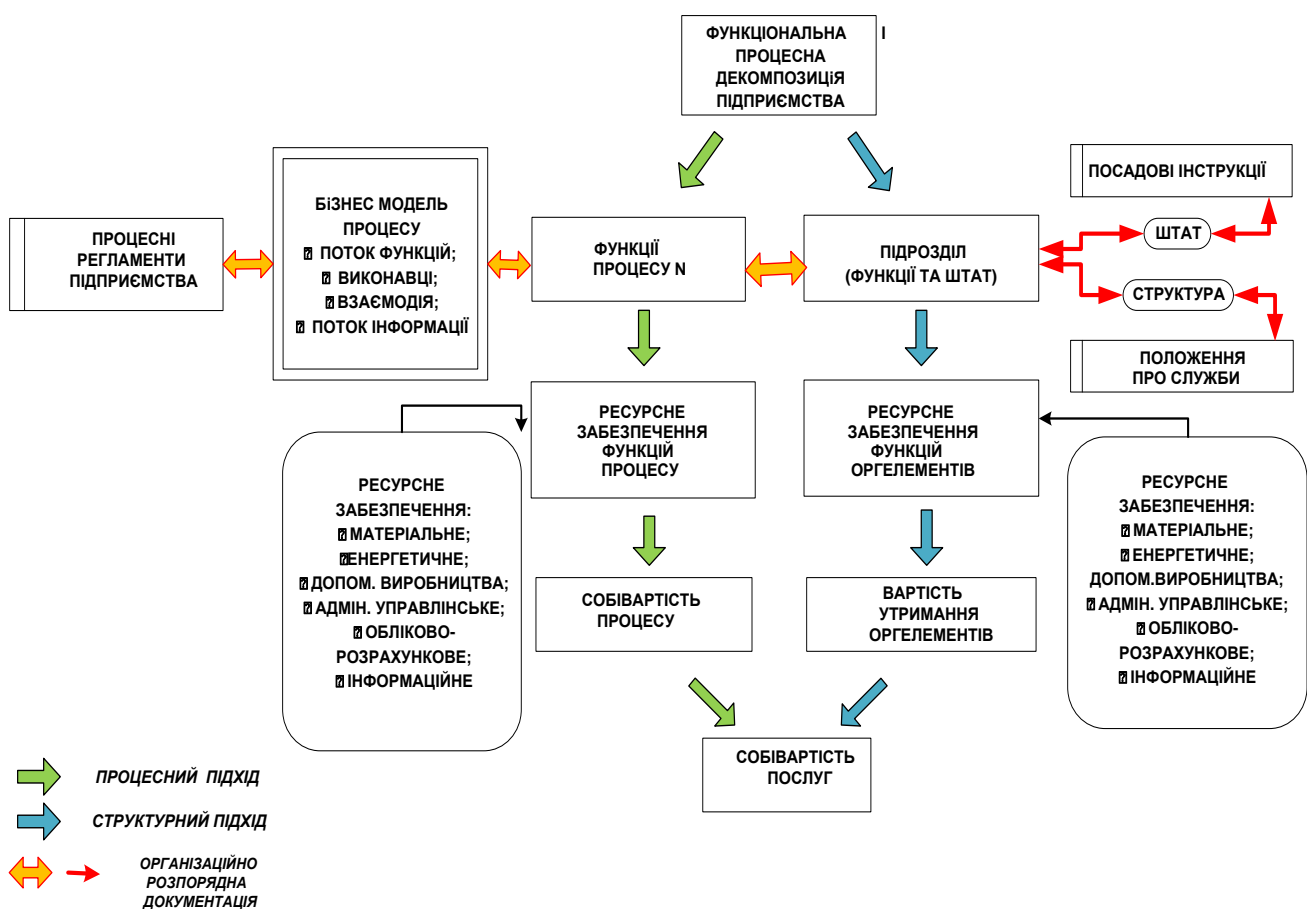 ФУНКЦІОНАЛЬНА І
ПРОЦЕСНА
ДЕКОМПОЗИЦіЯ
ПІДПРИЄМСТВА
ПОСАДОВІ ІНСТРУКЦІЇ
БіЗНЕС МОДЕЛЬ
ПРОЦЕСУ
ПОТОК ФУНКЦІЙ;
ВИКОНАВЦІ;
ВЗАЄМОДІЯ;
ПОТОК ІНФОРМАЦІЇ
ПРОЦЕСНІ
РЕГЛАМЕНТИ
ПІДПРИЄМСТВА
ФУНКЦІЇ
ПРОЦЕСУ N
ПІДРОЗДІЛ
(ФУНКЦІЇ ТА ШТАТ)
ШТАТ
СТРУКТУРА
ПОЛОЖЕННЯ
ПРО СЛУЖБИ
РЕСУРСНЕ
ЗАБЕЗПЕЧЕННЯ
ФУНКЦІЙ
ПРОЦЕСУ
РЕСУРСНЕ
ЗАБЕЗПЕЧЕННЯ
ФУНКЦІЙ
ОРГЕЛЕМЕНТІВ
РЕСУРСНЕ
ЗАБЕЗПЕЧЕННЯ:
МАТЕРІАЛЬНЕ;
ЕНЕРГЕТИЧНЕ;
ДОПОМ. ВИРОБНИЦТВА;
АДМІН. УПРАВЛІНСЬКЕ;
ОБЛІКОВО-
РОЗРАХУНКОВЕ;
ІНФОРМАЦІЙНЕ
РЕСУРСНЕ
ЗАБЕЗПЕЧЕННЯ:
МАТЕРІАЛЬНЕ;
ЕНЕРГЕТИЧНЕ;
ДОПОМ.ВИРОБНИЦТВА;
АДМІН. УПРАВЛІНСЬКЕ;
ОБЛІКОВО-
РОЗРАХУНКОВЕ;
ІНФОРМАЦІЙНЕ
СОБІВАРТІСТЬ
ПРОЦЕСУ
ВАРТІСТЬ
УТРИМАННЯ
ОРГЕЛЕМЕНТІВ
СОБІВАРТІСТЬ
ПОСЛУГ
ПРОЦЕСНИЙ ПІДХІД
СТРУКТУРНИЙ ПІДХІД
ОРГАНІЗАЦІЙНО
РОЗПОРЯДНА
ДОКУМЕНТАЦІЯ